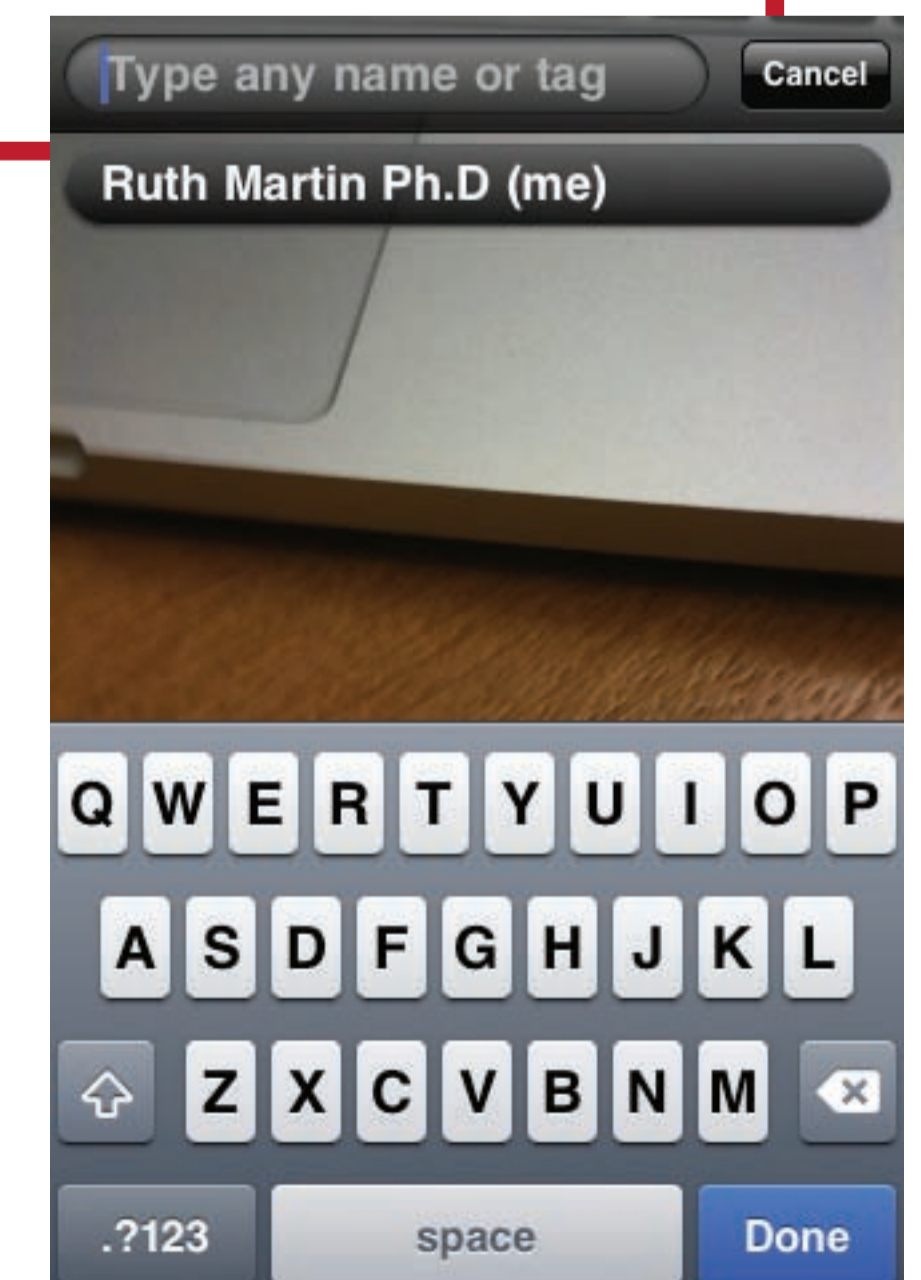 Type any name or tag Cancel
Ruth Martin Ph.D (me)
Q W E R T Y U I O P
A S D F G H J K L
Z X C V B N M
.?123 space Done